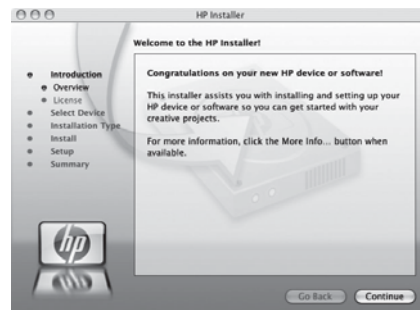 HP Installer
Welcome to the HP Installer!
Introduction
Overview
License
Select Device
Installation Type
Install
Setup
Summary
Congratulations on your new HP device or software!
This installer assists you with installing and setting up your
HP device or software so you can get started with your
creative projects.
For more information, click the More Info... button when
available.
hp
Go Back
Continue